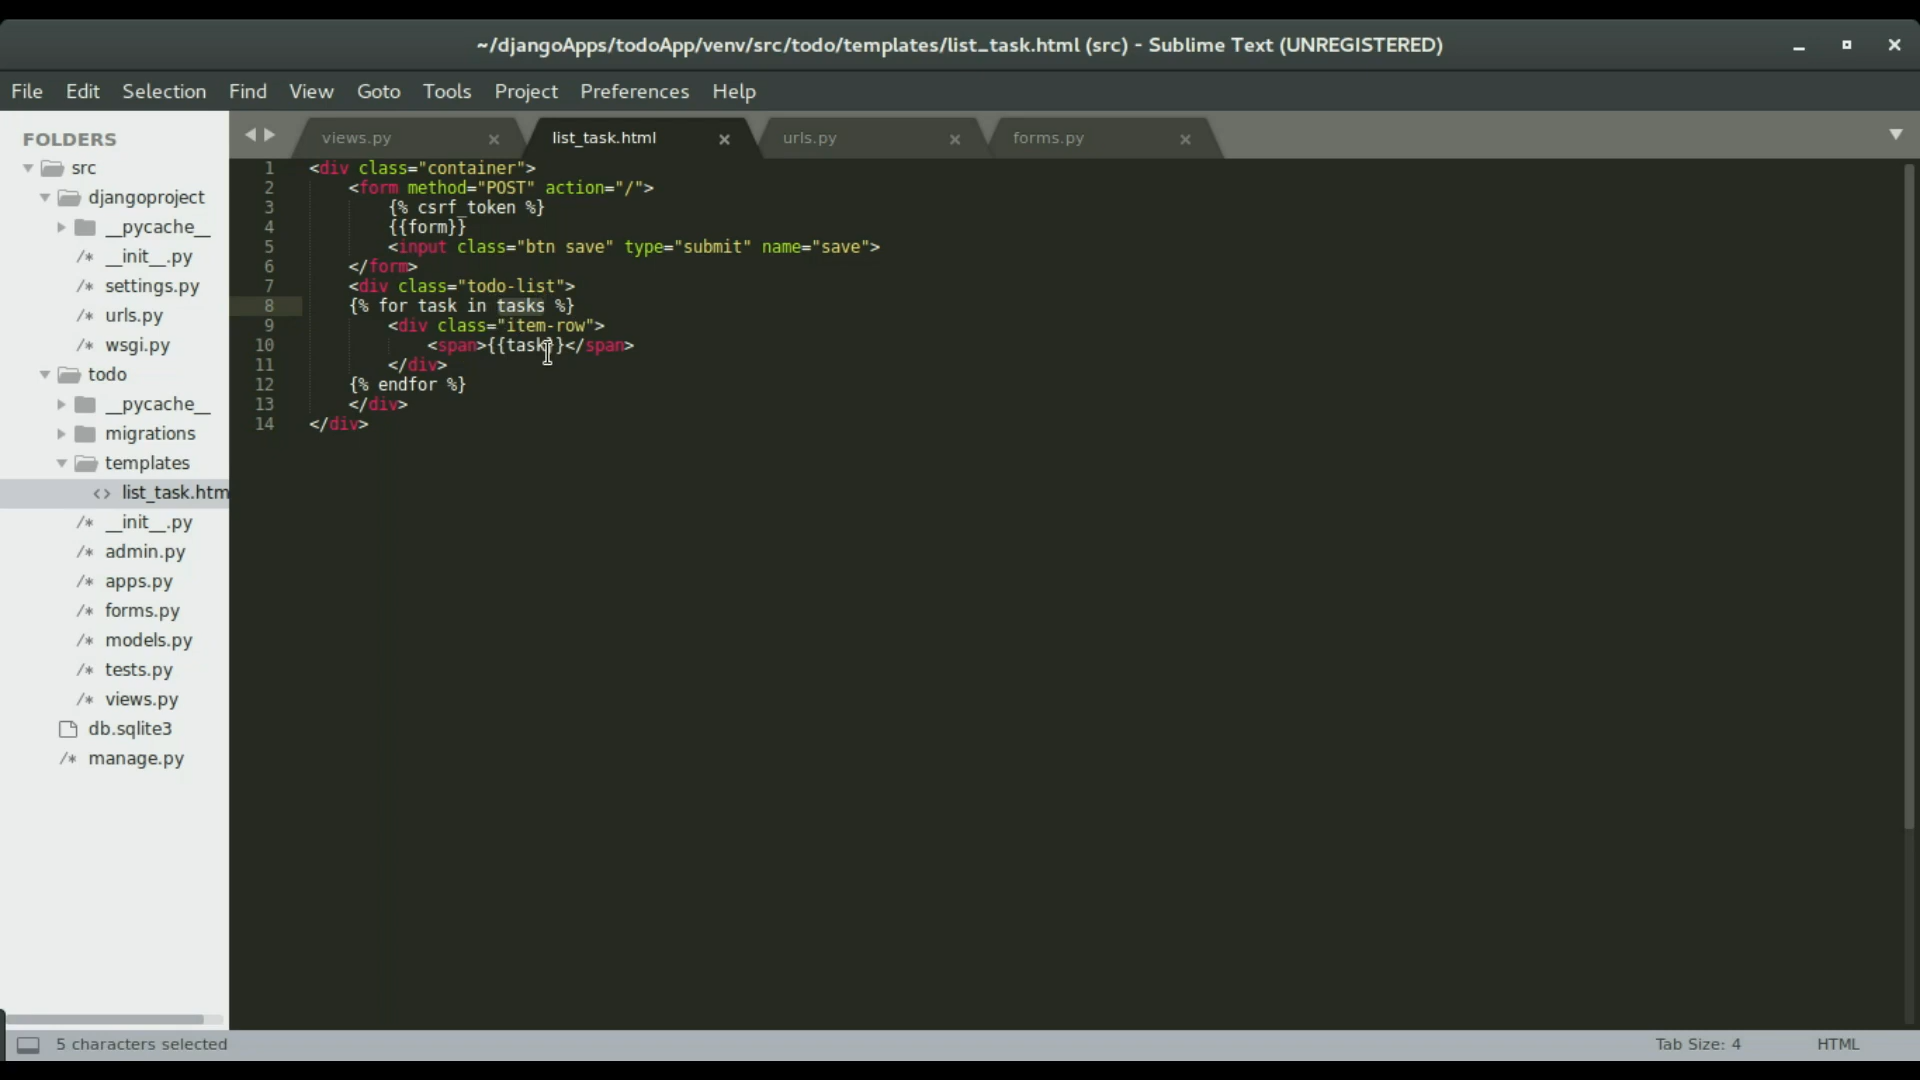 ~/djangoApps/todoApp/venv/src/todo/templates/list_task.html (src) - Sublime Text (UNREGISTERED)
File Edit Selection Find View Goto Tools Project Preferences Help
FOLDERS
src
djangoproject
__pycache__
/* __init__.py
/* settings.py
/* urls.py
/* wsgi.py
todo
__pycache__
migrations
templates
<> list_task.htm
/* __init__.py
/* admin.py
/* apps.py
/* forms.py
/* models.py
/* tests.py
/* views.py
db.sqlite3
/* manage.py
views.py × list_task.html × urls.py × forms.py ×
1 <div class="container">
2     <form method="POST" action="/">
3         {% csrf_token %}
4         {{form}}
5         <input class="btn save" type="submit" name="save">
6     </form>
7     <div class="todo-list">
8     {% for task in tasks %}
9         <div class="item-row">
10             <span>{{task}}</span>
11         </div>
12     {% endfor %}
13     </div>
14 </div>
5 characters selected
Tab Size: 4 HTML